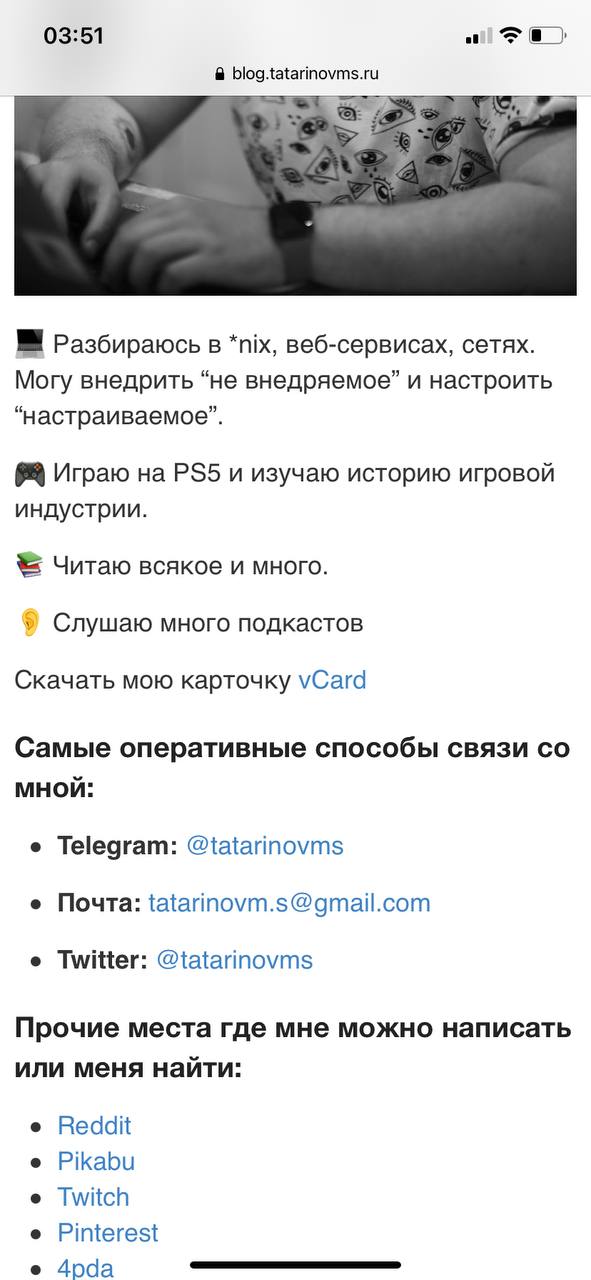 03:51
blog.tatarinovms.ru
💻 Разбираюсь в *nix, веб-сервисах, сетях.
Могу внедрить “не внедряемое” и настроить
“настраиваемое”.
🎮 Играю на PS5 и изучаю историю игровой
индустрии.
📚 Читаю всякое и много.
👂 Слушаю много подкастов
Скачать мою карточку vCard
Самые оперативные способы связи со
мной:
• Telegram: @tatarinovms
• Почта: tatarinovm.s@gmail.com
• Twitter: @tatarinovms
Прочие места где мне можно написать
или меня найти:
• Reddit
• Pikabu
• Twitch
• Pinterest
• 4pda